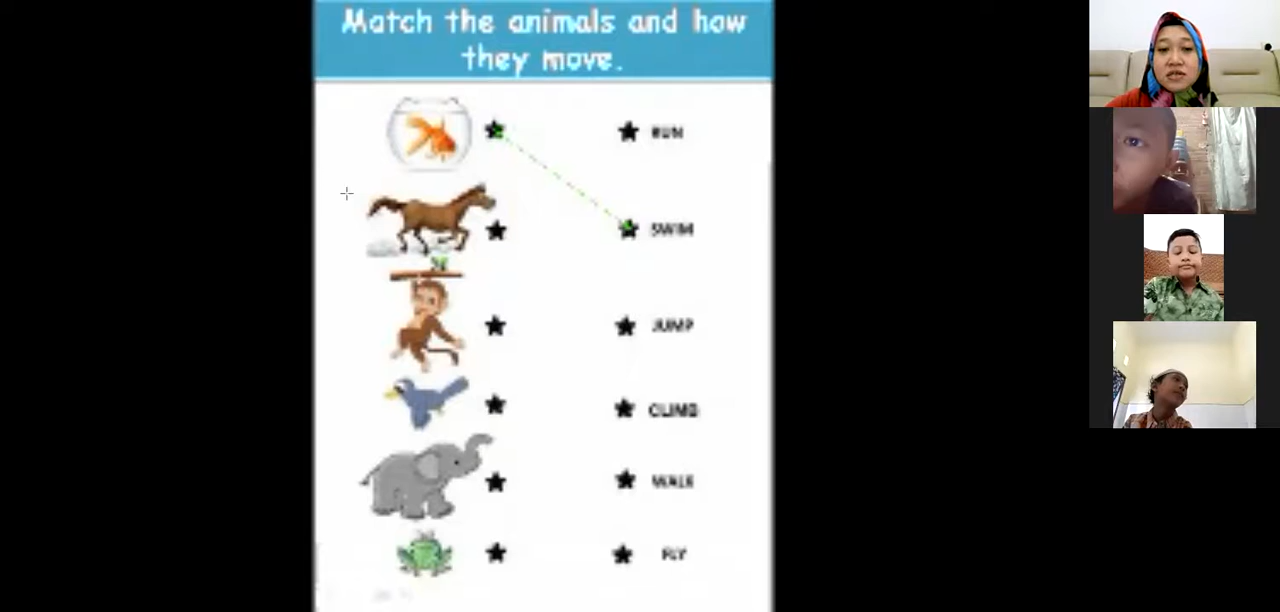 Match the animals and how
they move.
RUN
SWIM
JUMP
CLIMB
WALK
FLY